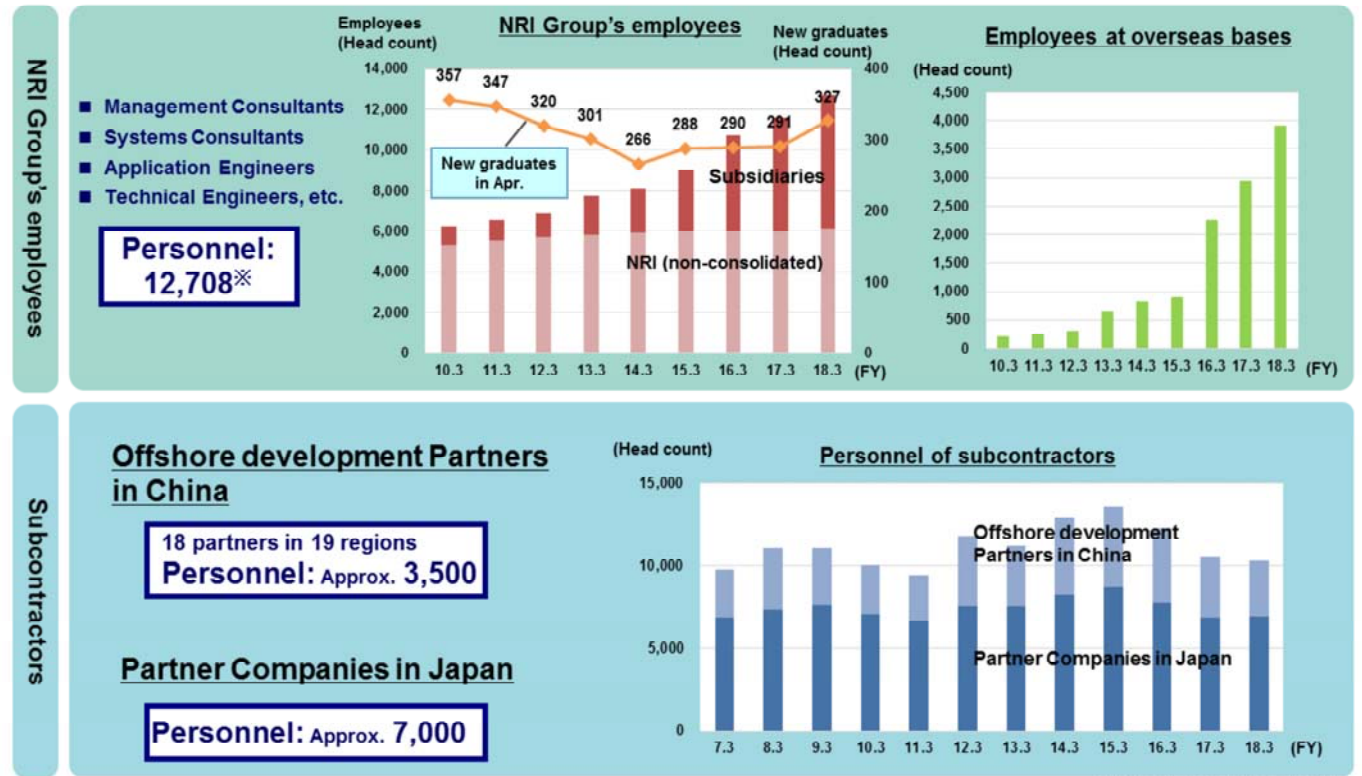 NRI Group's employees
■ Management Consultants
■ Systems Consultants
■ Application Engineers
■ Technical Engineers, etc.
Personnel:
12,708※
Employees
(Head count)
NRI Group's employees
New graduates
(Head count)
14,000
12,000
10,000
8,000
6,000
4,000
2,000
0
357
347
320
301
266
288
290
291
327
New graduates
in Apr.
Subsidiaries
NRI (non-consolidated)
400
300
200
100
0
10.3 11.3 12.3 13.3 14.3 15.3 16.3 17.3 18.3 (FY)
Employees at overseas bases
(Head count)
4,500
4,000
3,500
3,000
2,500
2,000
1,500
1,000
500
0
10.3 11.3 12.3 13.3 14.3 15.3 16.3 17.3 18.3 (FY)
Subcontractors
Offshore development Partners
in China
18 partners in 19 regions
Personnel: Approx. 3,500
Partner Companies in Japan
Personnel: Approx. 7,000
(Head count)
Personnel of subcontractors
15,000
10,000
5,000
0
Offshore development
Partners in China
Partner Companies in Japan
7.3 8.3 9.3 10.3 11.3 12.3 13.3 14.3 15.3 16.3 17.3 18.3 (FY)